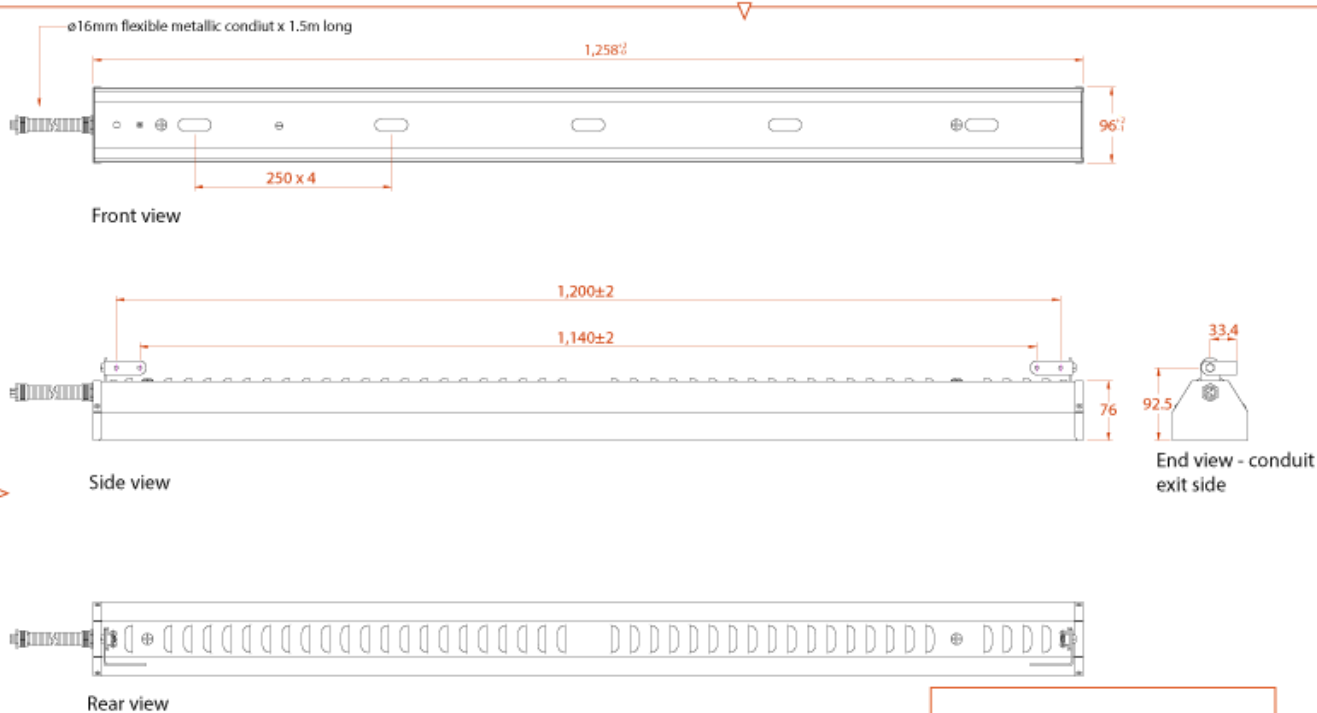 ø16mm flexible metallic condiut x 1.5m long
1,258
96
250 x 4
Front view
1,200±2
1,140±2
33.4
76
92.5
Side view
End view - conduit
exit side
Rear view